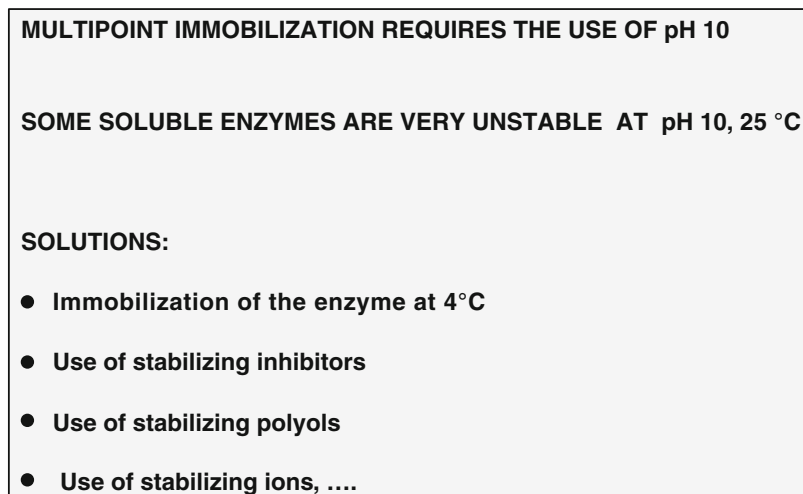 MULTIPOINT IMMOBILIZATION REQUIRES THE USE OF pH 10
SOME SOLUBLE ENZYMES ARE VERY UNSTABLE AT pH 10, 25 °C
SOLUTIONS:
● Immobilization of the enzyme at 4°C
● Use of stabilizing inhibitors
● Use of stabilizing polyols
● Use of stabilizing ions, ....